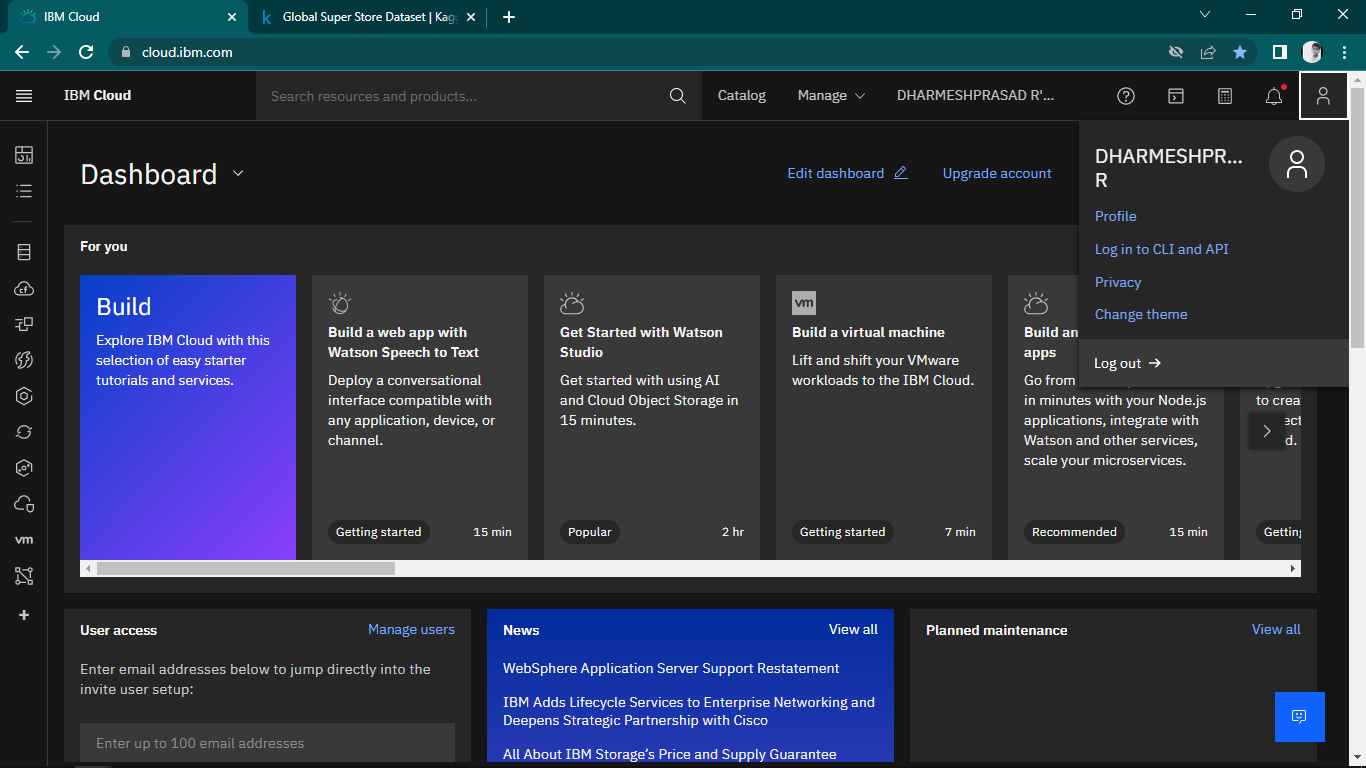 IBM Cloud
Global Super Store Dataset | Kag
cloud.ibm.com
IBM Cloud
Search resources and products...
Catalog
Manage
DHARMESHPRASAD R'...
DHARMESHPR...
R
Profile
Log in to CLI and API
Privacy
Change theme
Log out
Dashboard
Edit dashboard
Upgrade account
For you
Build
Explore IBM Cloud with this
selection of easy starter
tutorials and services.
Build a web app with
Watson Speech to Text
Deploy a conversational
interface compatible with
any application, device, or
channel.
Getting started
15 min
Get Started with Watson
Studio
Get started with using AI
and Cloud Object Storage in
15 minutes.
Popular
2 hr
vm
Build a virtual machine
Lift and shift your VMware
workloads to the IBM Cloud.
Getting started
7 min
Build an
apps
Go from
in minutes with your Node.js
applications, integrate with
Watson and other services,
scale your microservices.
Recommended
15 min
to crea
ect
d.
Getting
vm
User access
Manage users
Enter email addresses below to jump directly into the
invite user setup:
Enter up to 100 email addresses
News
View all
WebSphere Application Server Support Restatement
IBM Adds Lifecycle Services to Enterprise Networking and
Deepens Strategic Partnership with Cisco
All About IBM Storage's Price and Supply Guarantee
Planned maintenance
View all